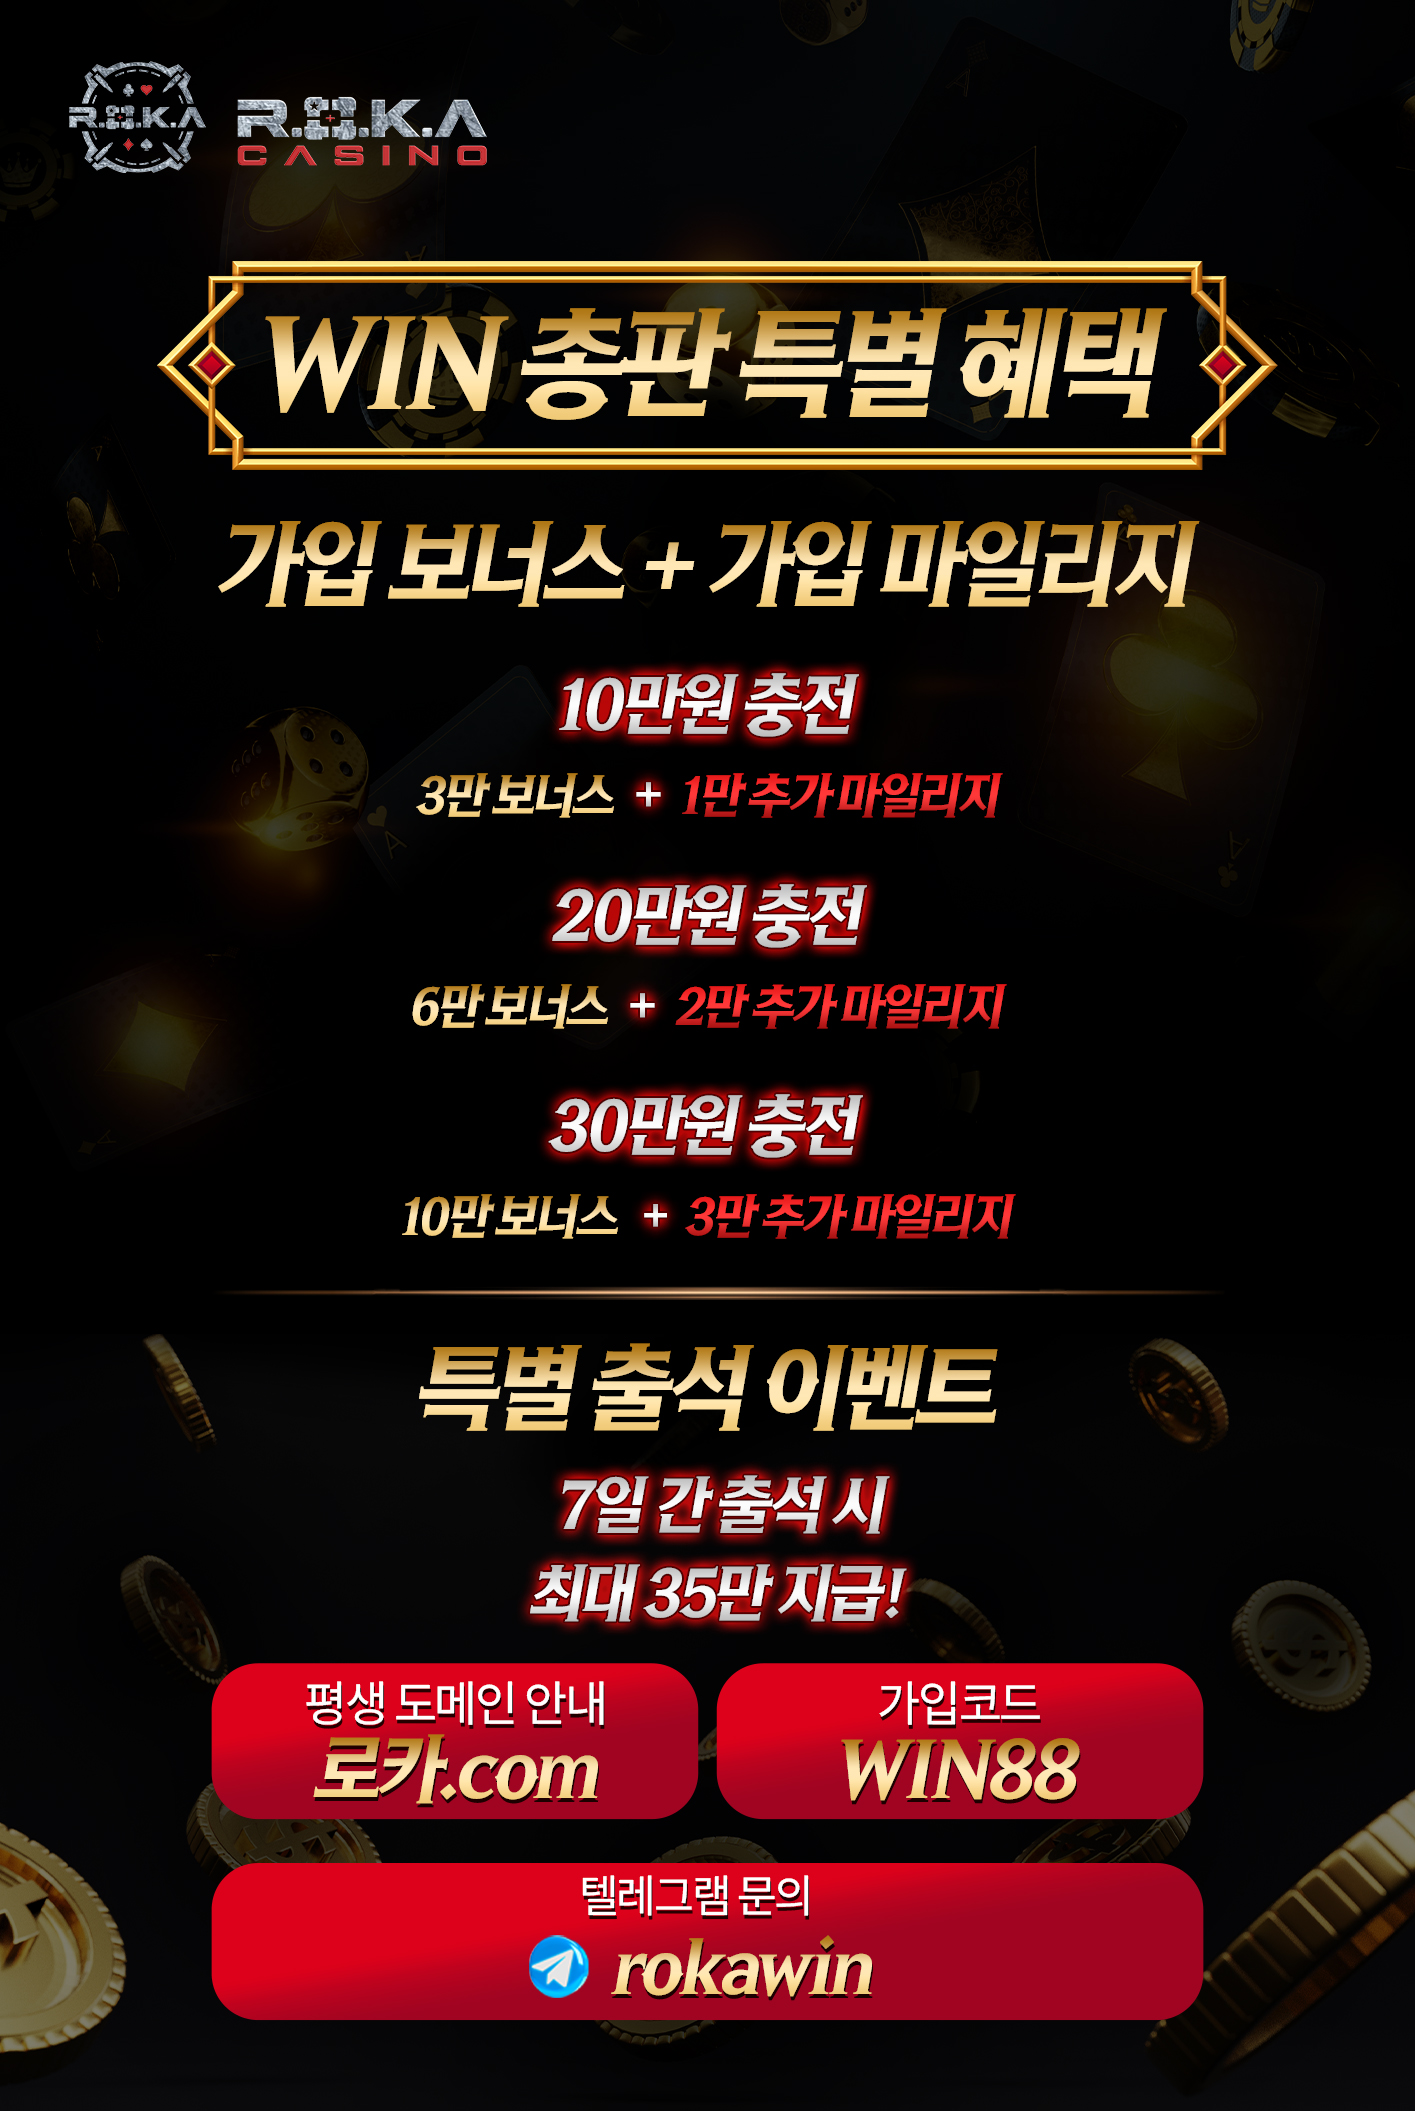 R.O.K.A
R.O.K.A
CASINO
WIN 총판 특별 혜택
가입 보너스 + 가입 마일리지
10만원 충전
3만 보너스 + 1만 추가 마일리지
20만원 충전
6만 보너스 + 2만 추가 마일리지
30만원 충전
10만 보너스 + 3만 추가 마일리지
특별 출석 이벤트
7일 간 출석 시
최대 35만 지급!
평생 도메인 안내
로카.com
가입코드
WIN88
텔레그램 문의
rokawin